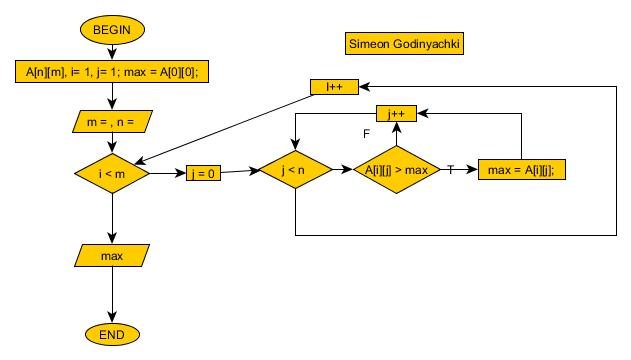 BEGIN
Simeon Godinyachki
A[n][m], i= 1, j= 1; max = A[0][0];
I++
j++
m = , n =
F
i < m
j = 0
j < n
A[i][j] > max
T
max = A[i][j];
max
END